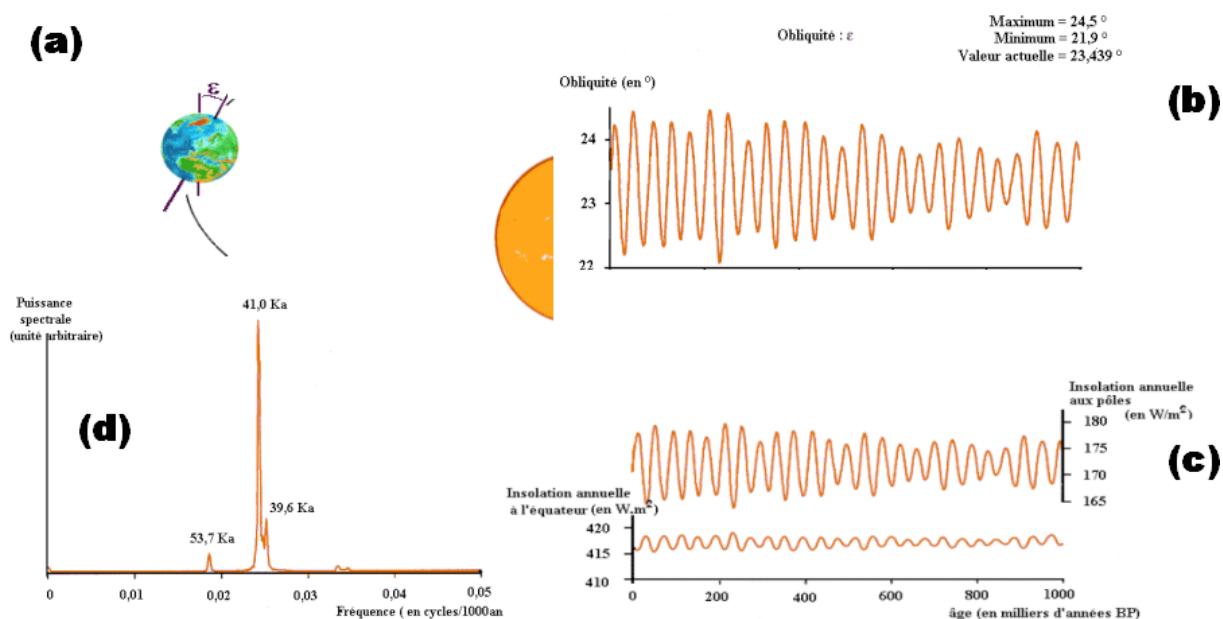 (a)
ε
Obliquité : ε
Maximum = 24,5 °
Minimum = 21,9 °
Valeur actuelle = 23,439 °
(b)
Obliquité (en °)
24
23
22
Puissance
spectrale
(unité arbitraire)
41,0 Ka
(d)
39,6 Ka
53,7 Ka
0
0,01
0,02
0,03
0,04
0,05
Fréquence ( en cycles/1000an
Insolation annuelle
aux pôles
(en W/m²)
180
175
170
165
(c)
Insolation annuelle
à l'équateur (en W.m²)
420
415
410
0
200
400
600
800
1000
âge (en milliers d'années BP)